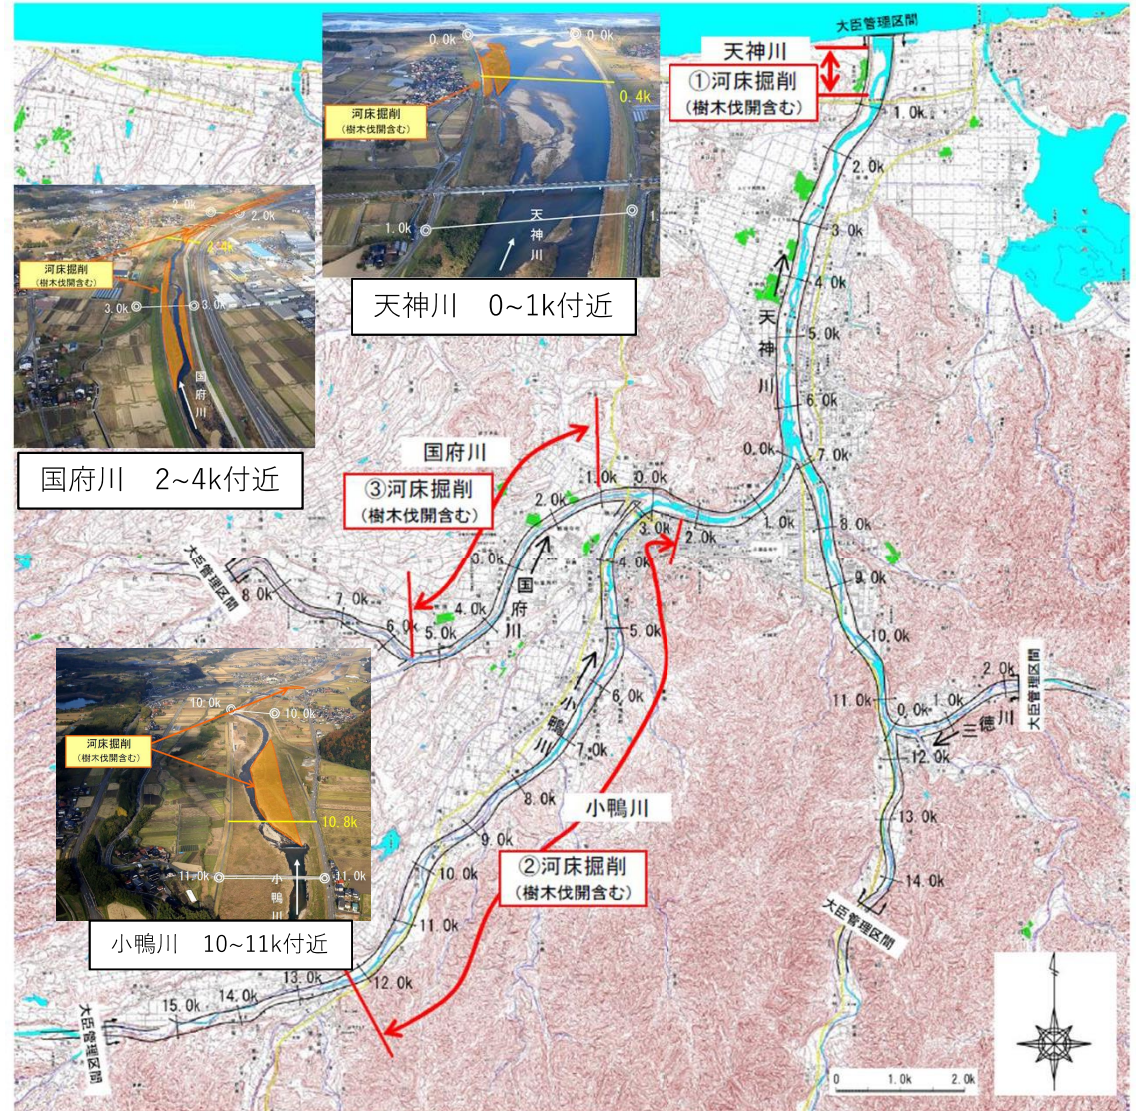 大臣管理区間
天神川
①河床掘削
(樹木伐開含む)
1.0k
2.0k
3.0k
4.0k
天神川
5.0k
6.0k
7.0k
0.0k
0.0k
河床掘削
(樹木伐開含む)
0.4k
1.0k
1.
天神川
天神川 0~1k付近
2.0k
2.0k
2.4k
河床掘削
(樹木伐開含む)
3.0k
3.0k
国府川
国府川 2~4k付近
国府川
③河床掘削
(樹木伐開含む)
0.0k
1.0k
2.0k
3.0k
4.0k
5.0k
6.0k
7.0k
8.0k
国府川
大臣管理区間
0.0k
1.0k
2.0k
3.0k
4.0k
5.0k
6.0k
7.0k
8.0k
9.0k
10.0k
11.0k
12.0k
13.0k
14.0k
15.0k
小鴨川
大臣管理区間
8.0k
9.0k
10.0k
11.0k
12.0k
13.0k
14.0k
大臣管理区間
0.0k
1.0k
2.0k
三徳川
大臣管理区間
小鴨川
②河床掘削
(樹木伐開含む)
10.0k
10.0k
河床掘削
(樹木伐開含む)
10.8k
11.0k
11.0k
小鴨川
小鴨川 10~11k付近
0 1.0k 2.0k